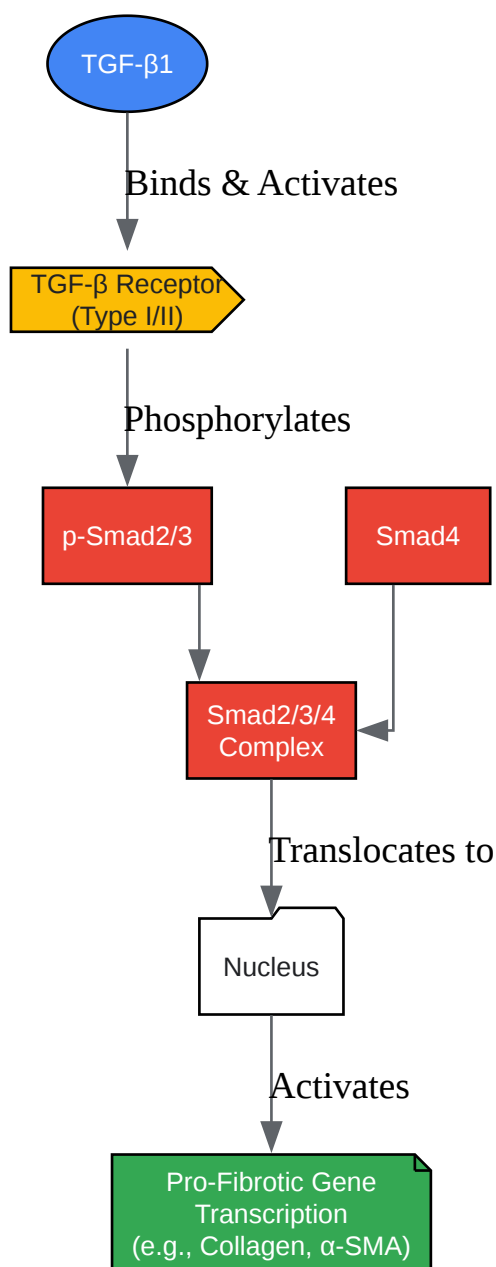 TGF-β1
Binds & Activates
TGF-β Receptor
(Type I/II)
Phosphorylates
p-Smad2/3
Smad4
Smad2/3/4
Complex
Translocates to
Nucleus
Activates
Pro-Fibrotic Gene
Transcription
(e.g., Collagen, α-SMA)